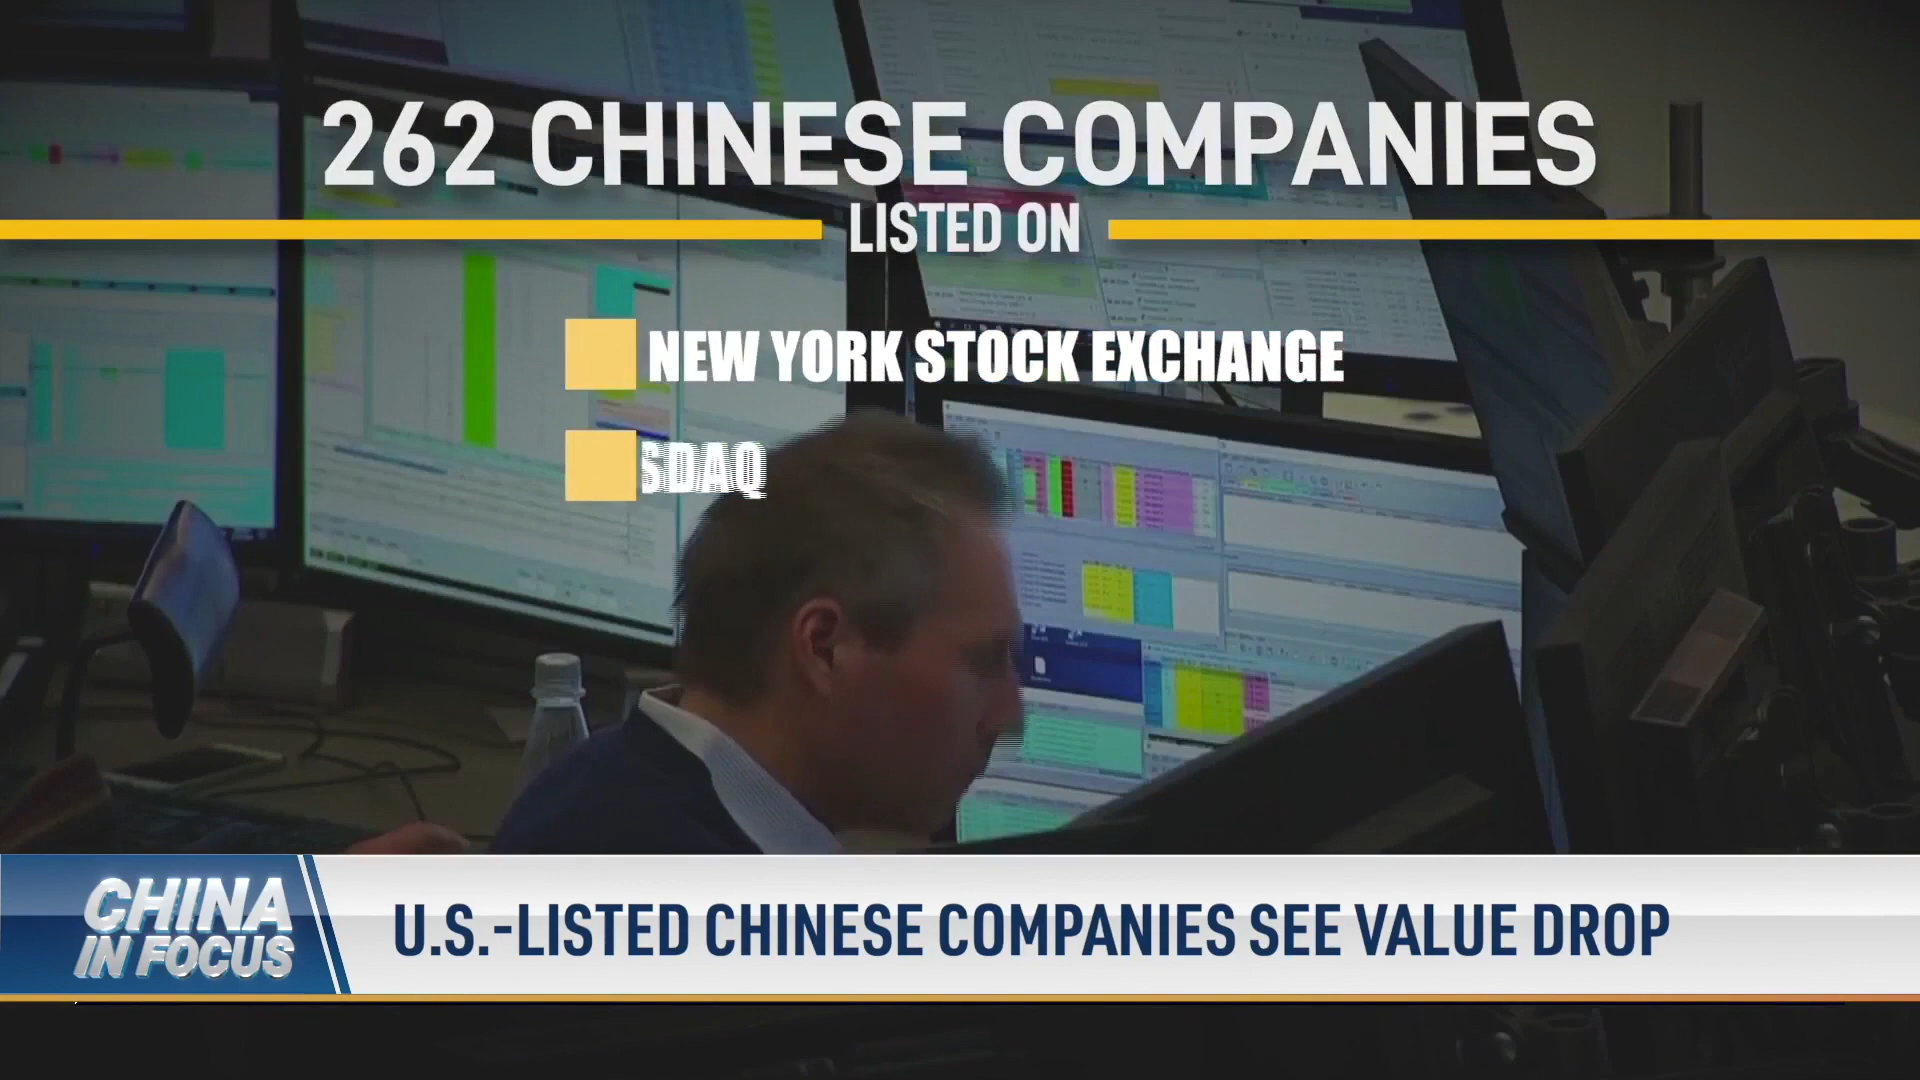 262 CHINESE COMPANIES
LISTED ON
NEW YORK STOCK EXCHANGE
SDAQ
CHINA
IN FOCUS
U.S.-LISTED CHINESE COMPANIES SEE VALUE DROP